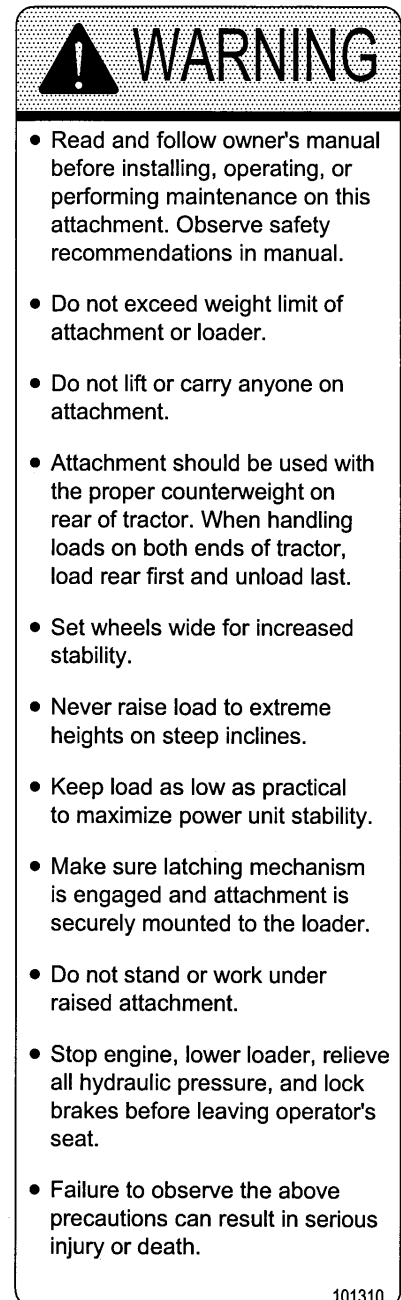 WARNING
• Read and follow owner's manual
before installing, operating, or
performing maintenance on this
attachment. Observe safety
recommendations in manual.
• Do not exceed weight limit of
attachment or loader.
• Do not lift or carry anyone on
attachment.
• Attachment should be used with
the proper counterweight on
rear of tractor. When handling
loads on both ends of tractor,
load rear first and unload last.
• Set wheels wide for increased
stability.
• Never raise load to extreme
heights on steep inclines.
• Keep load as low as practical
to maximize power unit stability.
• Make sure latching mechanism
is engaged and attachment is
securely mounted to the loader.
• Do not stand or work under
raised attachment.
• Stop engine, lower loader, relieve
all hydraulic pressure, and lock
brakes before leaving operator's
seat.
• Failure to observe the above
precautions can result in serious
injury or death.
101310